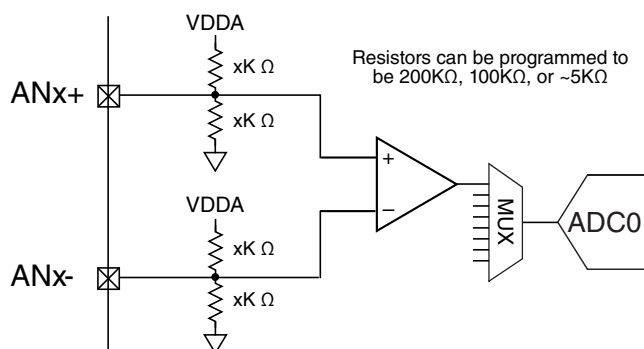 VDDA
Resistors can be programmed to
be 200KΩ, 100KΩ, or ~5KΩ
xK Ω
ANx+
xK Ω
+
VDDA
−
MUX
ADC0
xK Ω
ANx-
xK Ω